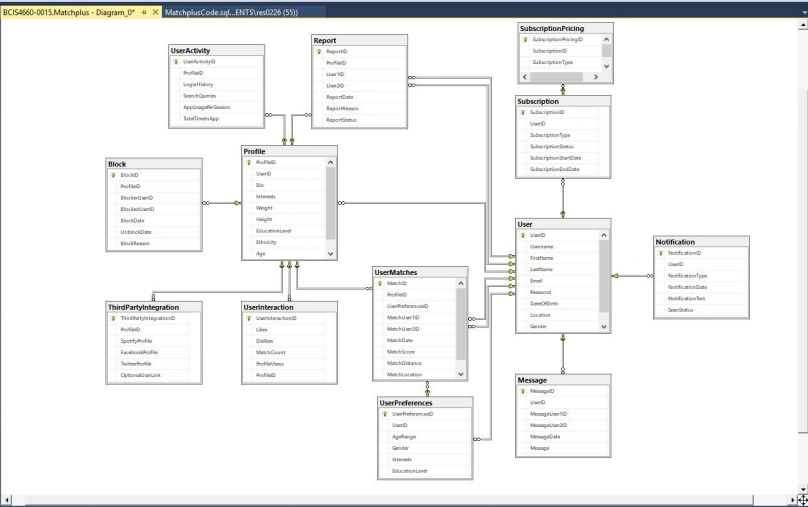 BCIS4660-0015.Matchplus - Diagram_0*
MatchplusCode.sql...ENTS\res0226 (55))
UserActivity
UserActivityID
ProfileID
LoginHistory
SearchQueries
AppUsagePerSession
TotalTimeInApp
Report
ReportID
ProfileID
User1ID
User2ID
ReportDate
ReportReason
ReportStatus
SubscriptionPricing
SubscriptionPricingID
SubscriptionID
SubscriptionType
Subscription
SubscriptionID
UserID
SubscriptionType
SubscriptionStatus
SubscriptionStartDate
SubscriptionEndDate
Block
BlockID
ProfileID
BlockerUserID
BlockedUserID
BlockDate
UnblockDate
BlockReason
Profile
ProfileID
UserID
Bio
Interests
Weight
Height
EducationLevel
Ethnicity
Age
User
UserID
Username
FirstName
LastName
Email
Password
DateOfBirth
Location
Gender
Notification
NotificationID
UserID
NotificationType
NotificationDate
NotificationText
SeenStatus
ThirdPartyIntegration
ThirdPartyIntegrationID
ProfileID
SpotifyProfile
FacebookProfile
TwitterProfile
OptionalUserLink
UserInteraction
UserInteractionID
Likes
Dislikes
MatchCount
ProfileViews
ProfileID
UserMatches
MatchID
ProfileID
UserPreferencesID
MatchUser1ID
MatchUser2ID
MatchDate
MatchScore
MatchDistance
MatchLocation
UserPreferences
UserPreferencesID
UserID
AgeRange
Gender
Interests
EducationLevel
Message
MessageID
UserID
MessageUser1ID
MessageUser2ID
MessageDate
Message